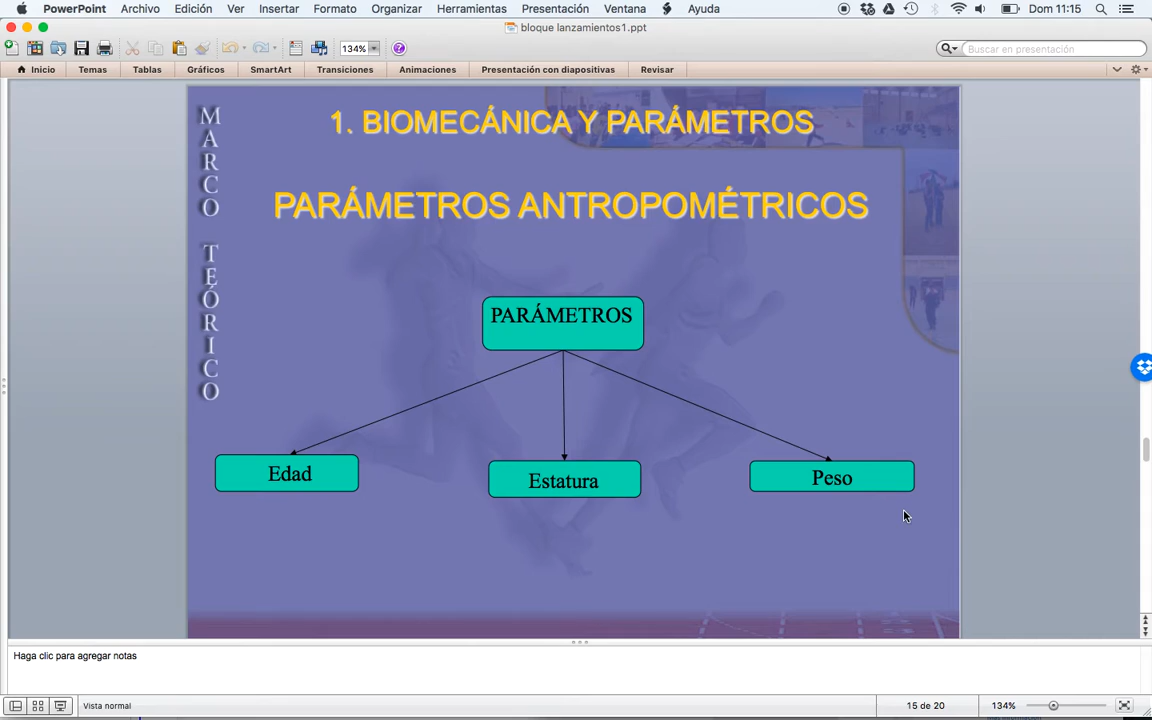 PowerPoint Archivo Edición Ver Insertar Formato Organizar Herramientas Presentación Ventana Ayuda Dom 11:15
bloque lanzamientos1.ppt
134% Buscar en presentación
Inicio Temas Tablas Gráficos SmartArt Transiciones Animaciones Presentación con diapositivas Revisar
MARCO TEÓRICO
1. BIOMECÁNICA Y PARÁMETROS
PARÁMETROS ANTROPOMÉTRICOS
PARÁMETROS
Edad Estatura Peso
Haga clic para agregar notas
Vista normal 15 de 20 134%